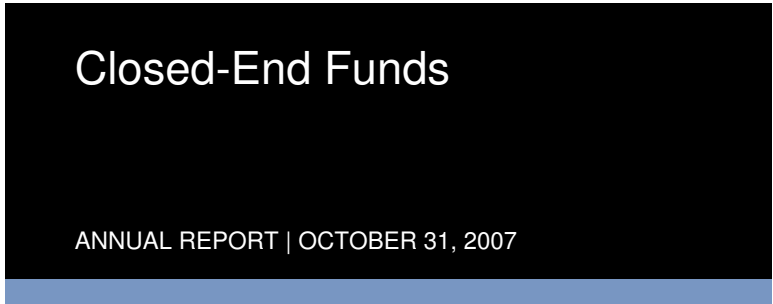 Closed-End Funds
ANNUAL REPORT | OCTOBER 31, 2007